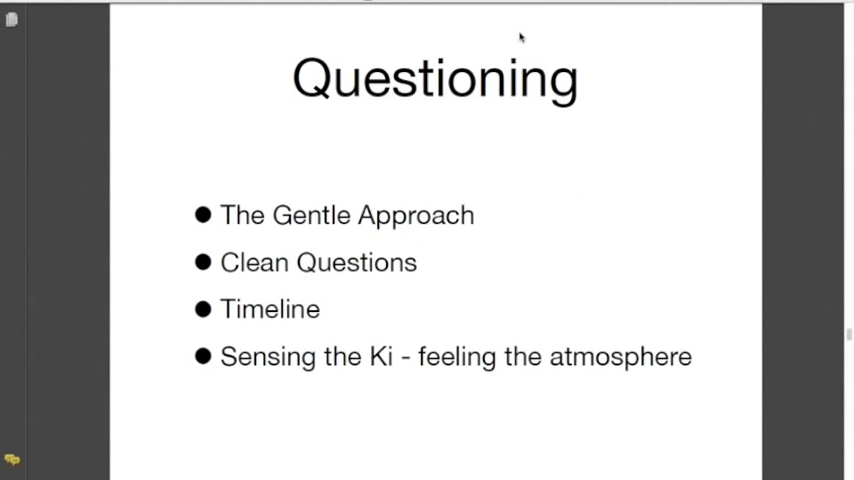 Questioning
● The Gentle Approach
● Clean Questions
● Timeline
● Sensing the Ki - feeling the atmosphere